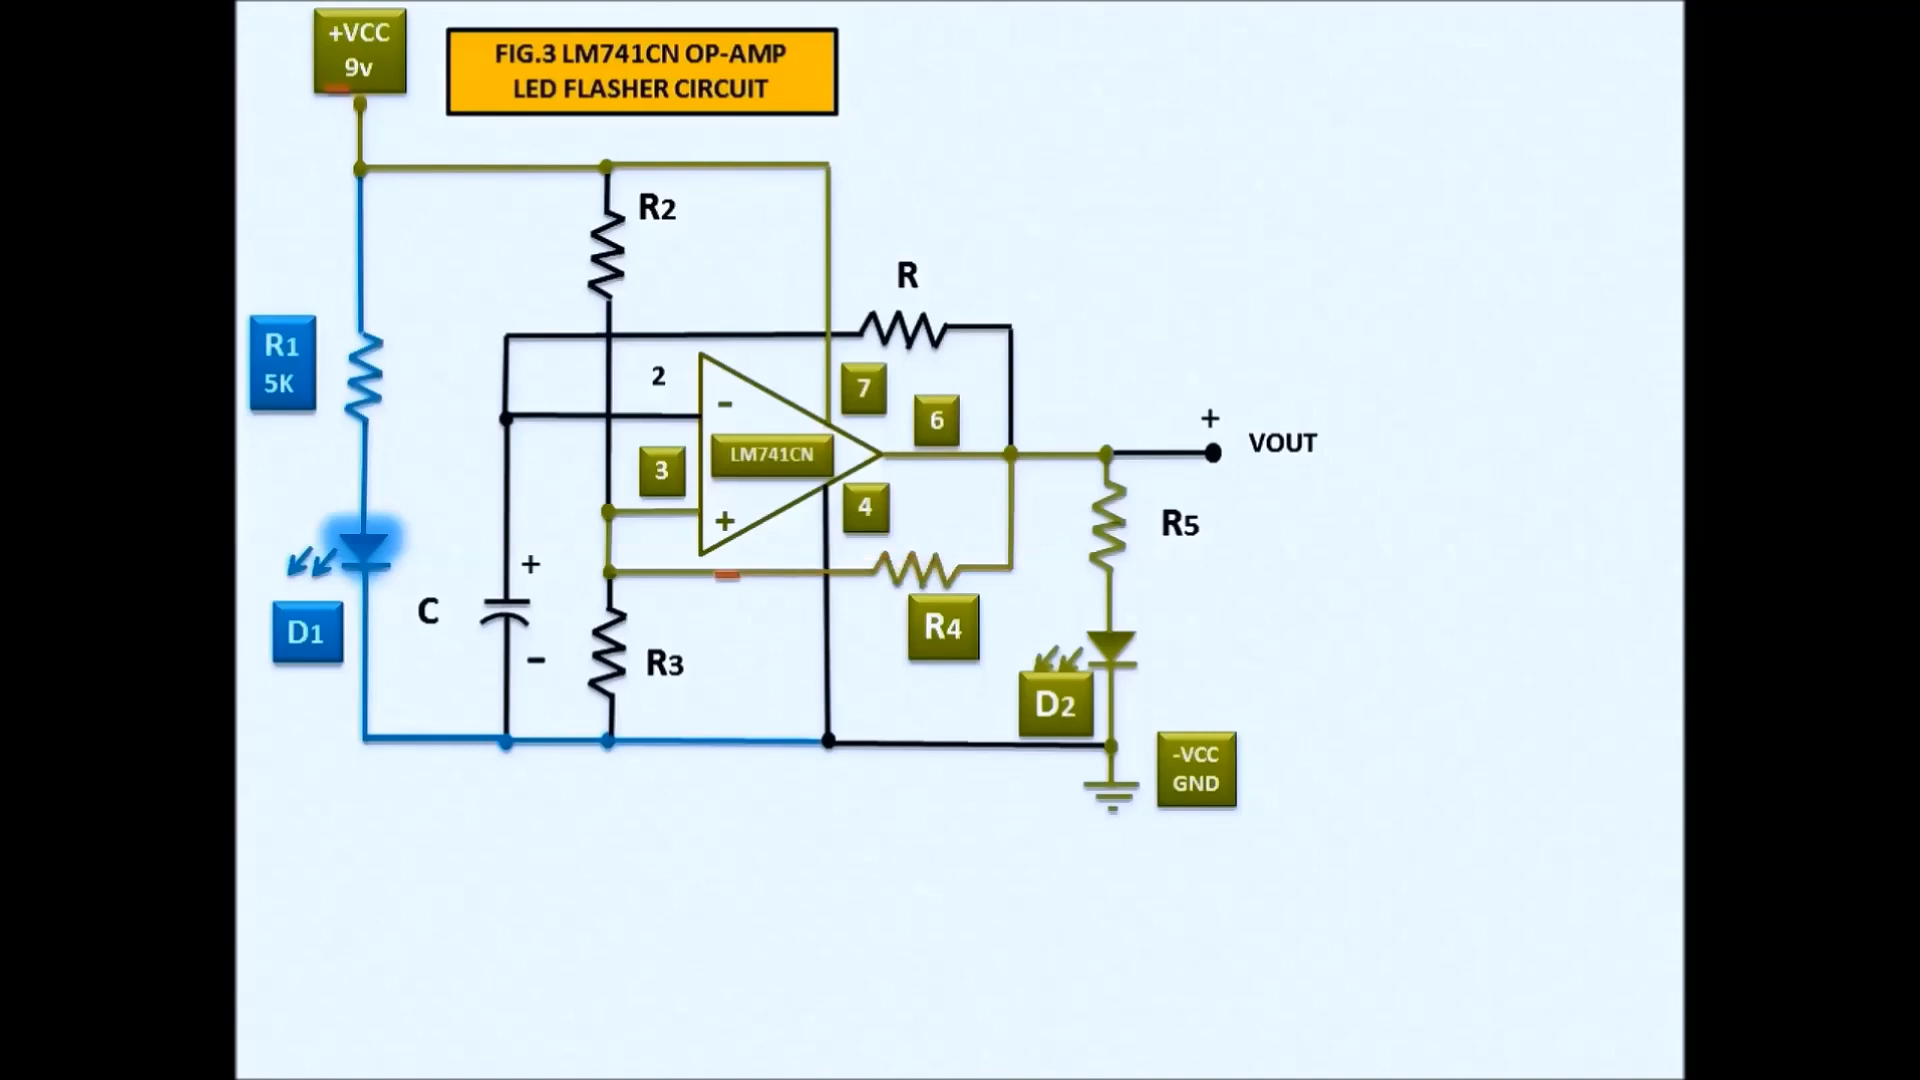 +VCC
9v
FIG.3 LM741CN OP-AMP
LED FLASHER CIRCUIT
R2
R
R1
5K
2
-
7
6
+
VOUT
LM741CN
3
4
+
R5
+
C
D1
R4
-
R3
D2
-VCC
GND